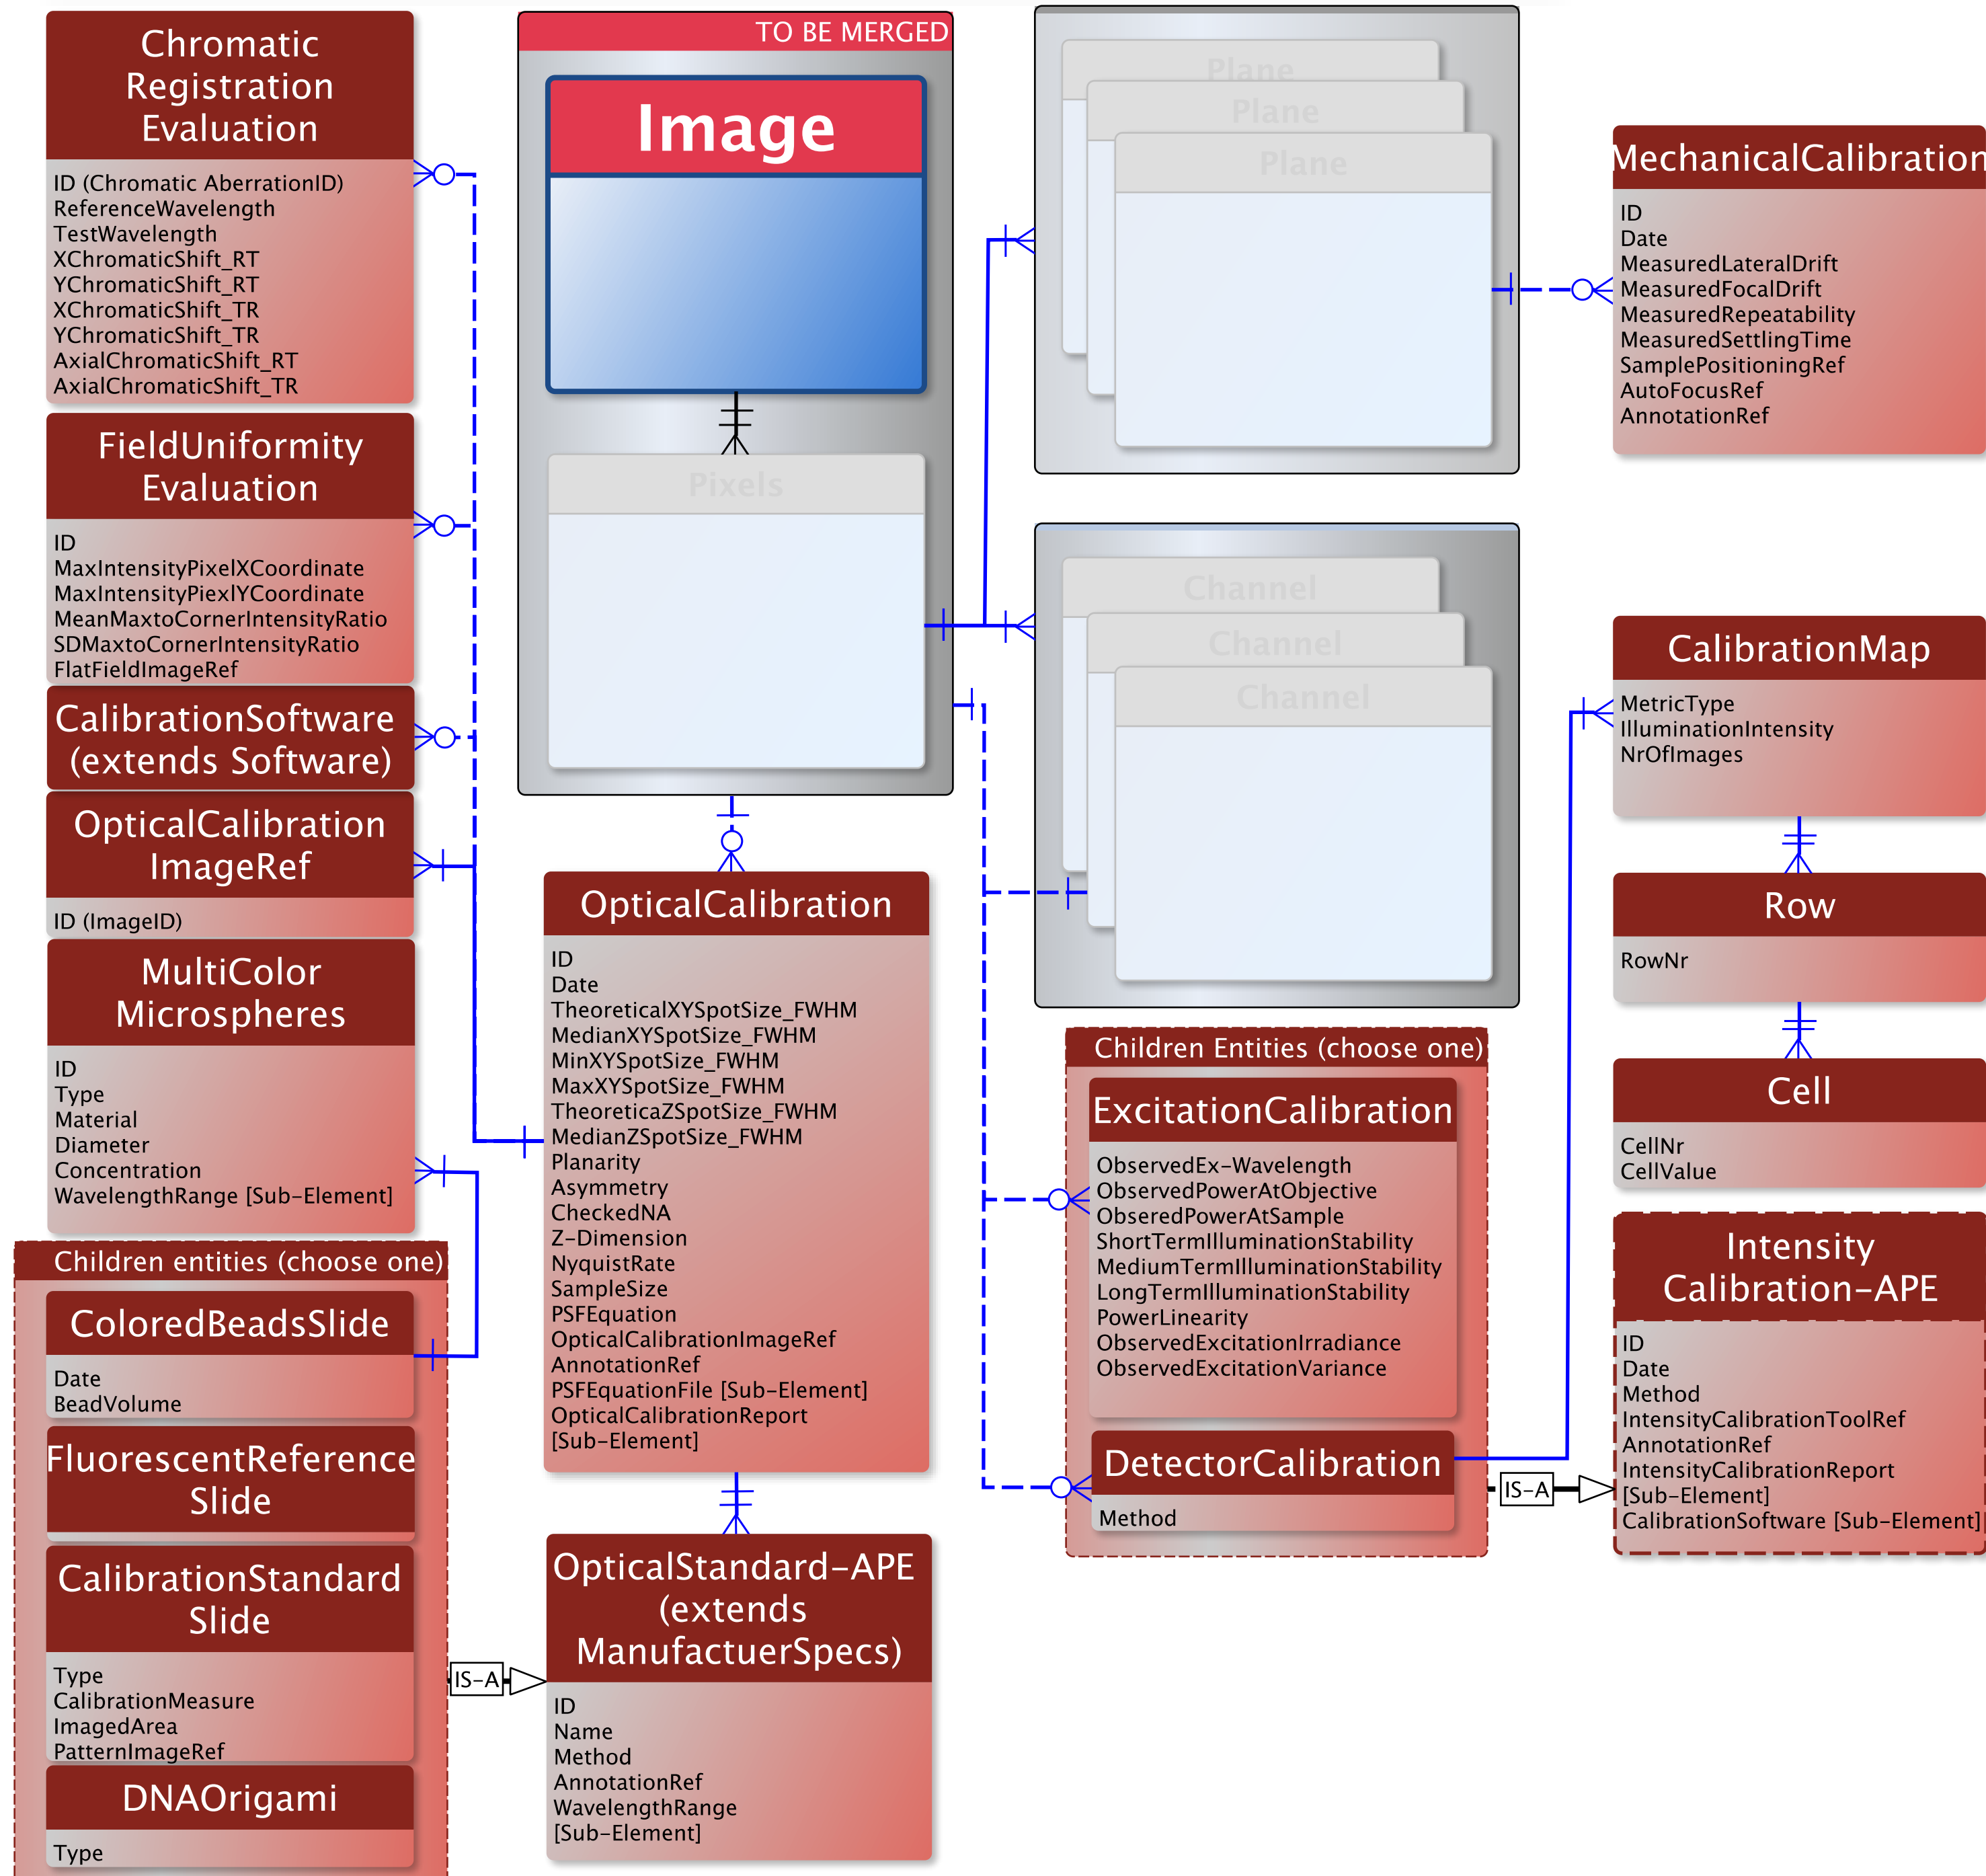 Chromatic
Registration
Evaluation
ID (Chromatic AberrationID)
ReferenceWavelength
TestWavelength
XChromaticShift_RT
YChromaticShift_RT
XChromaticShift_TR
YChromaticShift_TR
AxialChromaticShift_RT
AxialChromaticShift_TR
FieldUniformity
Evaluation
ID
MaxIntensityPixelXCoordinate
MaxIntensityPiexlYCoordinate
MeanMaxtoCornerIntensityRatio
SDMaxtoCornerIntensityRatio
FlatFieldImageRef
CalibrationSoftware
(extends Software)
OpticalCalibration
ImageRef
ID (ImageID)
MultiColor
Microspheres
ID
Type
Material
Diameter
Concentration
WavelengthRange [Sub-Element]
Children entities (choose one)
ColoredBeadsSlide
Date
BeadVolume
FluorescentReference
Slide
CalibrationStandard
Slide
Type
CalibrationMeasure
ImagedArea
PatternImageRef
DNAOrigami
Type
IS-A
TO BE MERGED
Image
Pixels
OpticalCalibration
ID
Date
TheoreticalXYSpotSize_FWHM
MedianXYSpotSize_FWHM
MinXYSpotSize_FWHM
MaxXYSpotSize_FWHM
TheoreticaZSpotSize_FWHM
MedianZSpotSize_FWHM
Planarity
Asymmetry
CheckedNA
Z-Dimension
NyquistRate
SampleSize
PSFEquation
OpticalCalibrationImageRef
AnnotationRef
PSFEquationFile [Sub-Element]
OpticalCalibrationReport
[Sub-Element]
OpticalStandard-APE
(extends
ManufactuerSpecs)
ID
Name
Method
AnnotationRef
WavelengthRange
[Sub-Element]
Plane
Plane
Plane
Channel
Channel
Channel
Children Entities (choose one)
ExcitationCalibration
ObservedEx-Wavelength
ObservedPowerAtObjective
ObseredPowerAtSample
ShortTermIlluminationStability
MediumTermIlluminationStability
LongTermIlluminationStability
PowerLinearity
ObservedExcitationIrradiance
ObservedExcitationVariance
DetectorCalibration
Method
IS-A
MechanicalCalibration
ID
Date
MeasuredLateralDrift
MeasuredFocalDrift
MeasuredRepeatability
MeasuredSettlingTime
SamplePositioningRef
AutoFocusRef
AnnotationRef
CalibrationMap
MetricType
IlluminationIntensity
NrOfImages
Row
RowNr
Cell
CellNr
CellValue
Intensity
Calibration-APE
ID
Date
Method
IntensityCalibrationToolRef
AnnotationRef
IntensityCalibrationReport
[Sub-Element]
CalibrationSoftware [Sub-Element]